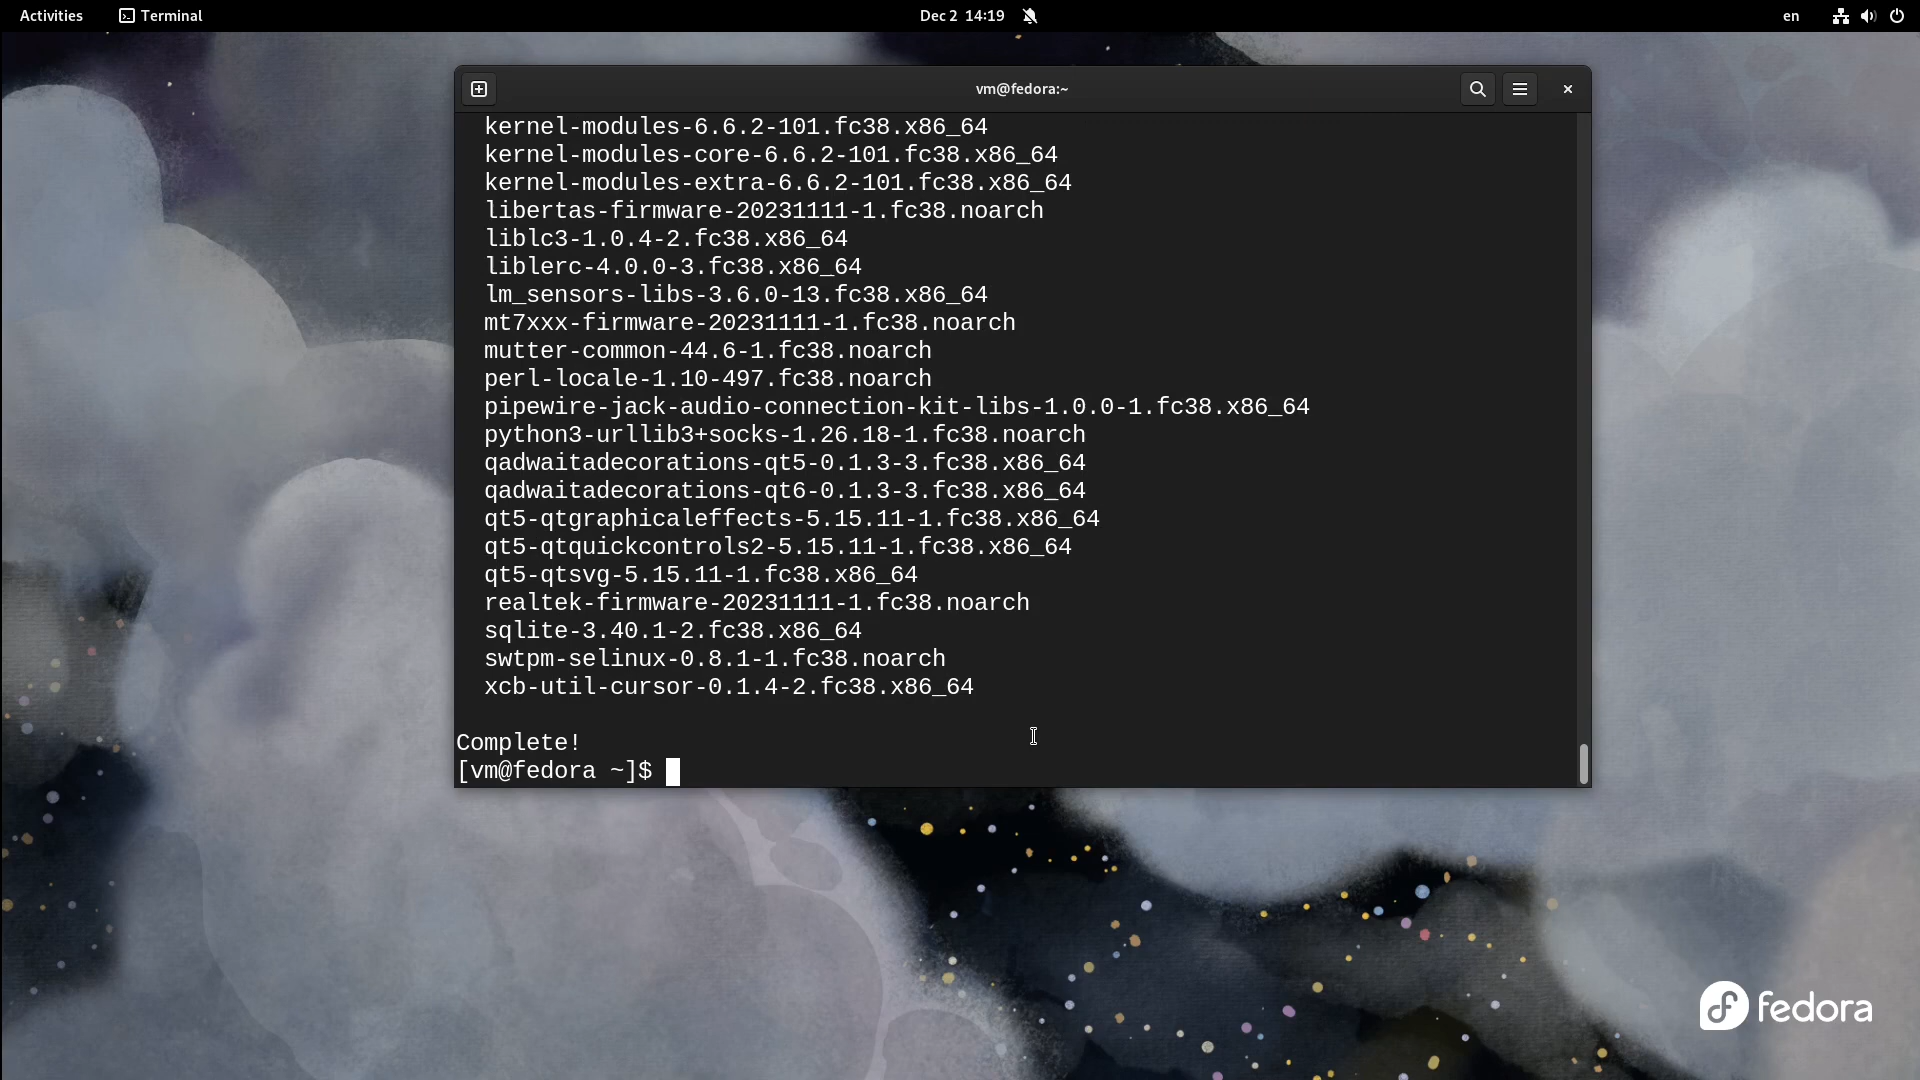 Activities Terminal Dec 2 14:19 en
vm@fedora:~
kernel-modules-6.6.2-101.fc38.x86_64
kernel-modules-core-6.6.2-101.fc38.x86_64
kernel-modules-extra-6.6.2-101.fc38.x86_64
libertas-firmware-20231111-1.fc38.noarch
liblc3-1.0.4-2.fc38.x86_64
liblerc-4.0.0-3.fc38.x86_64
lm_sensors-libs-3.6.0-13.fc38.x86_64
mt7xxx-firmware-20231111-1.fc38.noarch
mutter-common-44.6-1.fc38.noarch
perl-locale-1.10-497.fc38.noarch
pipewire-jack-audio-connection-kit-libs-1.0.0-1.fc38.x86_64
python3-urllib3+socks-1.26.18-1.fc38.noarch
qadwaitadecorations-qt5-0.1.3-3.fc38.x86_64
qadwaitadecorations-qt6-0.1.3-3.fc38.x86_64
qt5-qtgraphicaleffects-5.15.11-1.fc38.x86_64
qt5-qtquickcontrols2-5.15.11-1.fc38.x86_64
qt5-qtsvg-5.15.11-1.fc38.x86_64
realtek-firmware-20231111-1.fc38.noarch
sqlite-3.40.1-2.fc38.x86_64
swtpm-selinux-0.8.1-1.fc38.noarch
xcb-util-cursor-0.1.4-2.fc38.x86_64
Complete!
[vm@fedora ~]$
fedora